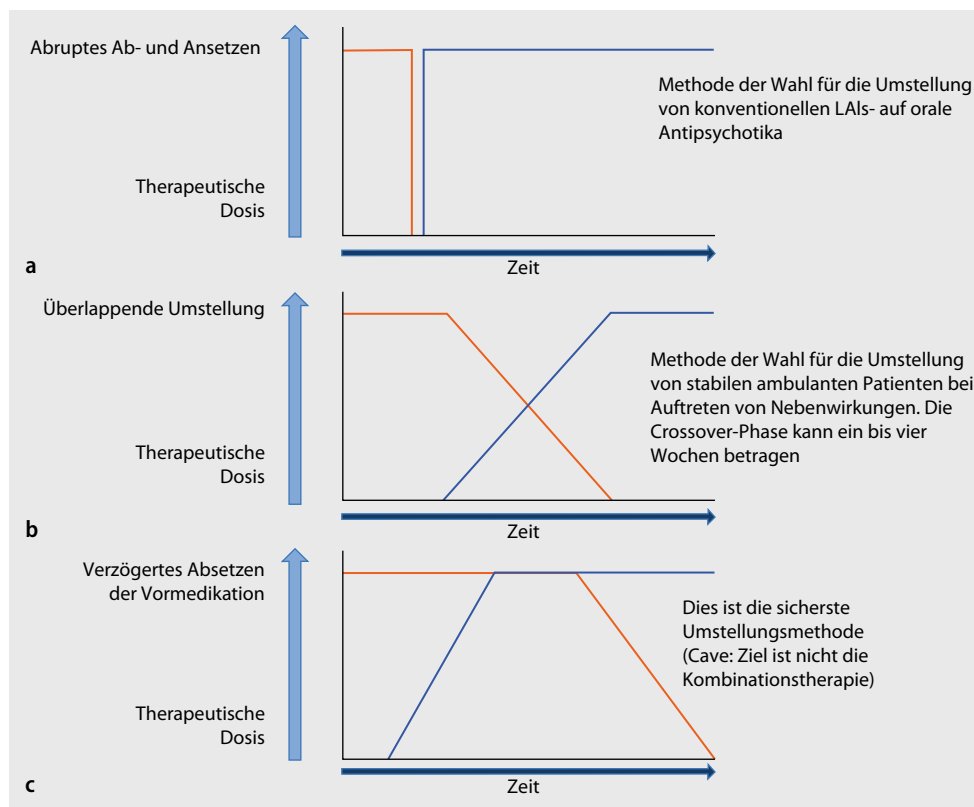 Abruptes Ab- und Ansetzen
Therapeutische
Dosis
Methode der Wahl für die Umstellung
von konventionellen LAIs- auf orale
Antipsychotika
Zeit
a
Überlappende Umstellung
Therapeutische
Dosis
Methode der Wahl für die Umstellung
von stabilen ambulanten Patienten bei
Auftreten von Nebenwirkungen. Die
Crossover-Phase kann ein bis vier
Wochen betragen
Zeit
b
Verzögertes Absetzen
der Vormedikation
Therapeutische
Dosis
Dies ist die sicherste
Umstellungsmethode
(Cave: Ziel ist nicht die
Kombinationstherapie)
Zeit
c